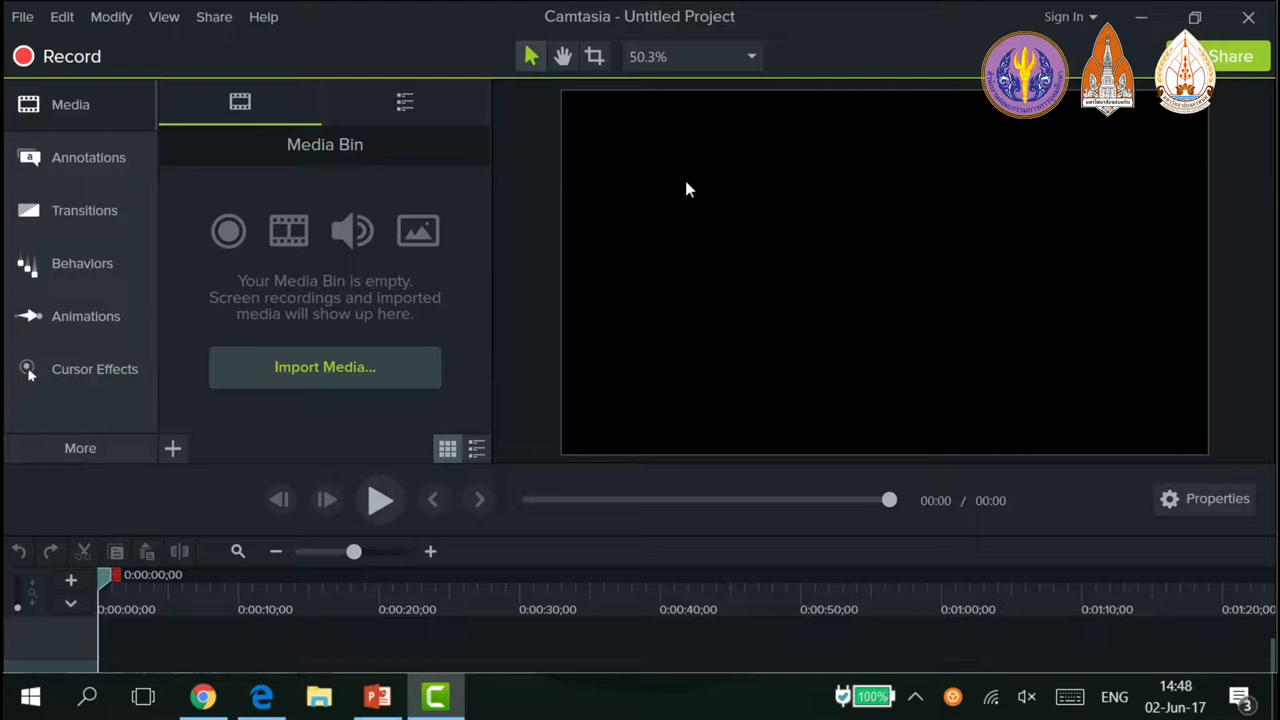 File Edit Modify View Share Help
Camtasia - Untitled Project
Sign In
Record
50.3%
Share
Media
Annotations
Transitions
Behaviors
Animations
Cursor Effects
More
Media Bin
Your Media Bin is empty.
Screen recordings and imported
media will show up here.
Import Media...
00:00 / 00:00
Properties
0:00:00;00
0:00:00;00 0:00:10;00 0:00:20;00 0:00:30;00 0:00:40;00 0:00:50;00 0:01:00;00 0:01:10;00 0:01:20;00
100%
ENG
14:48
02-Jun-17
3